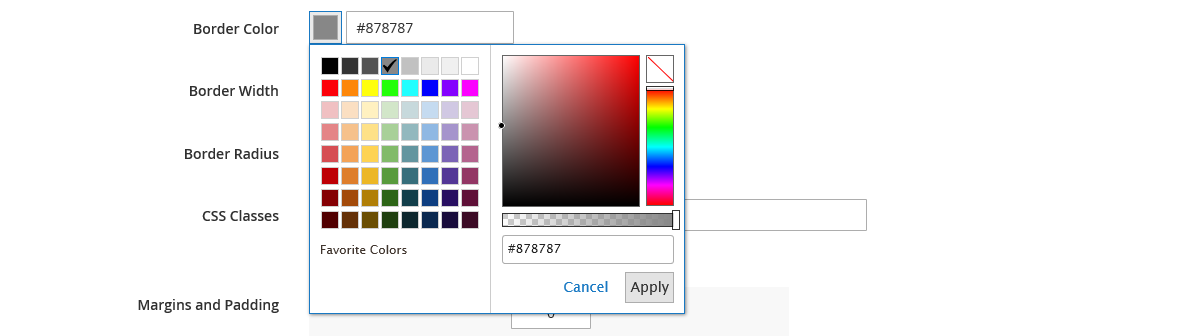 Border Color
#878787
Border Width
Border Radius
CSS Classes
Favorite Colors
#878787
Cancel
Apply
Margins and Padding